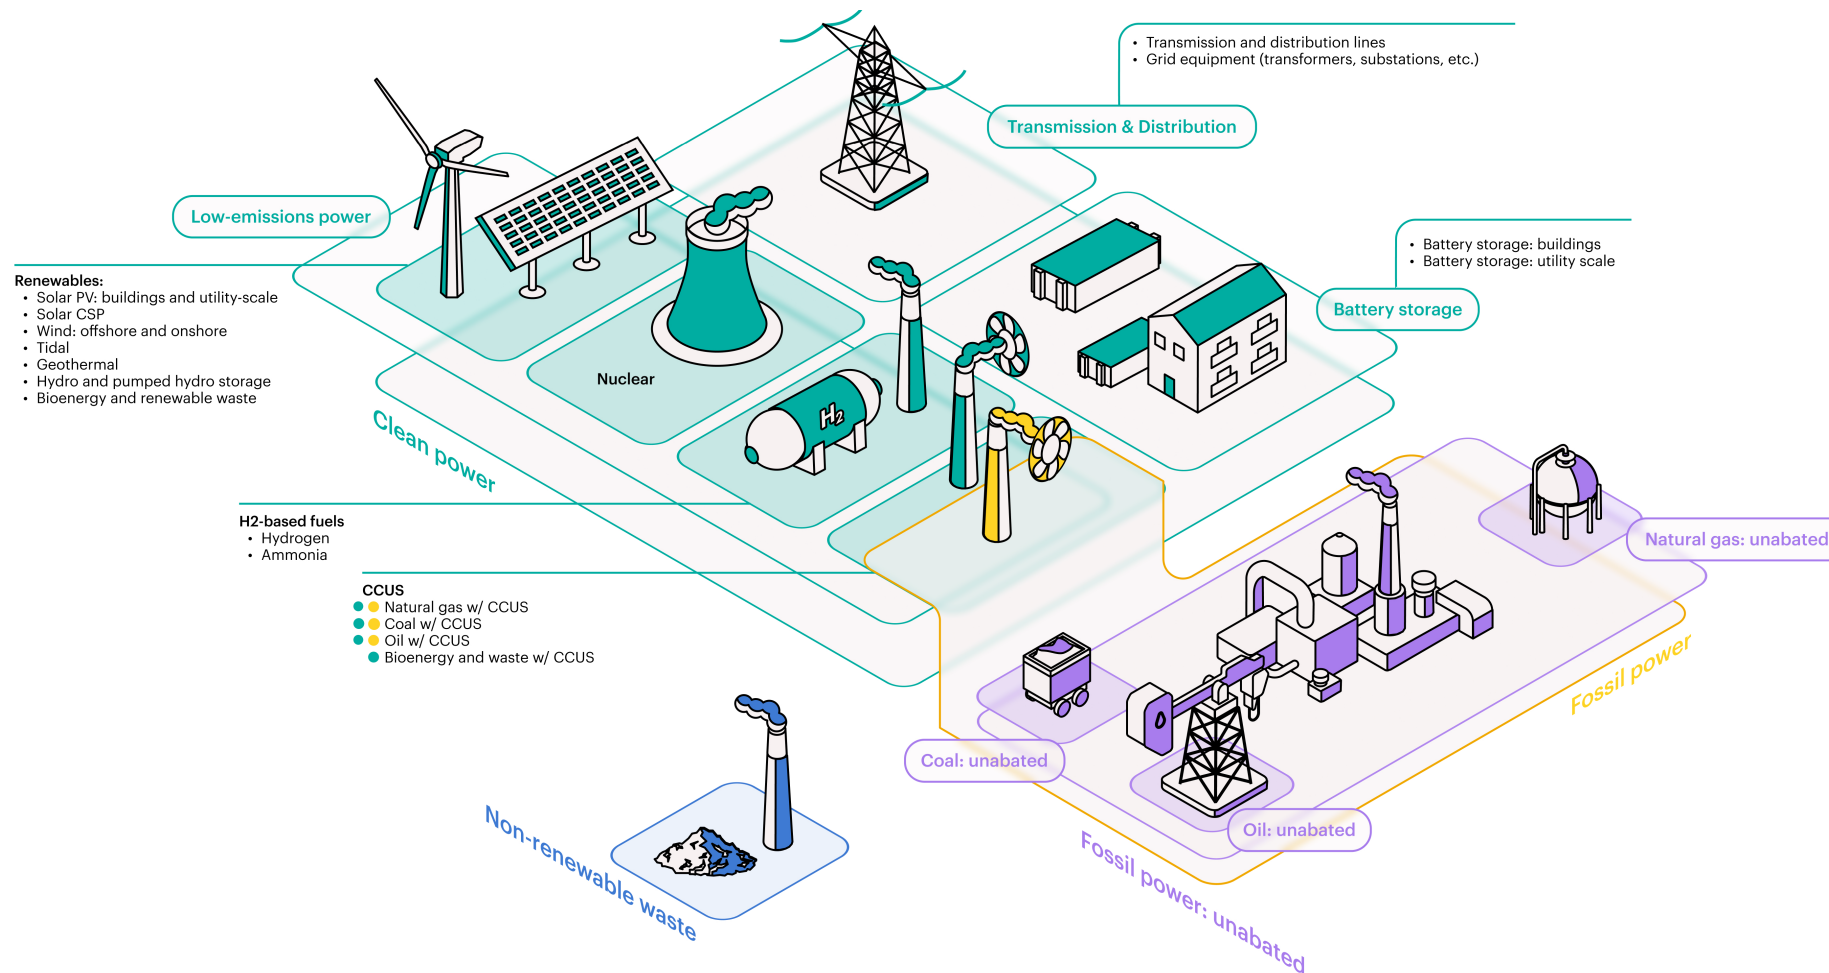 Transmission and distribution lines
Grid equipment (transformers, substations, etc.)
Transmission & Distribution
Low-emissions power
Battery storage: buildings
Battery storage: utility scale
Battery storage
Renewables:
Solar PV: buildings and utility-scale
Solar CSP
Wind: offshore and onshore
Tidal
Geothermal
Hydro and pumped hydro storage
Bioenergy and renewable waste
Nuclear
H2
Clean power
H2-based fuels
Hydrogen
Ammonia
CCUS
Natural gas w/ CCUS
Coal w/ CCUS
Oil w/ CCUS
Bioenergy and waste w/ CCUS
Natural gas: unabated
Fossil power
Coal: unabated
Oil: unabated
Fossil power: unabated
Non-renewable waste